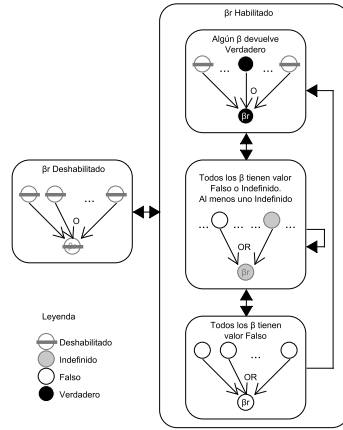 βr Habilitado
Algún β devuelve
Verdadero
... ...
O
βr
βr Deshabilitado
...
O
Todos los β tienen valor
Falso o Indefinido.
Al menos uno Indefinido
... ... ... ...
OR
βr
Todos los β tienen
valor Falso
...
OR
βr
Leyenda
Deshabilitado
Indefinido
Falso
Verdadero